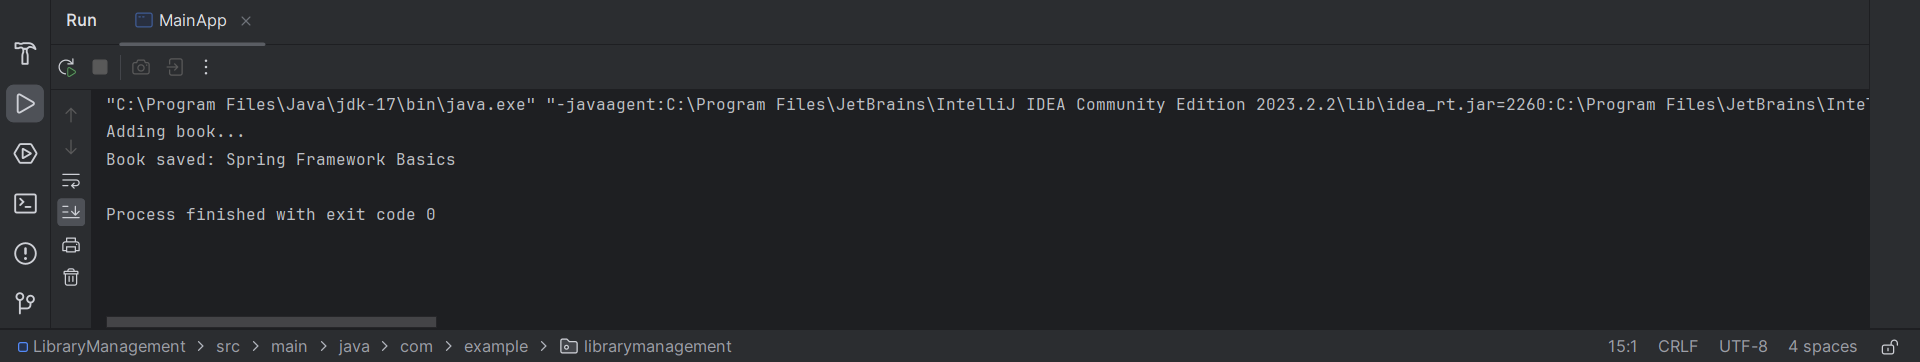 Run MainApp
"C:\Program Files\Java\jdk-17\bin\java.exe" "-javaagent:C:\Program Files\JetBrains\IntelliJ IDEA Community Edition 2023.2.2\lib\idea_rt.jar=2260:C:\Program Files\JetBrains\Intel
Adding book...
Book saved: Spring Framework Basics
Process finished with exit code 0
LibraryManagement > src > main > java > com > example > librarymanagement 15:1 CRLF UTF-8 4 spaces